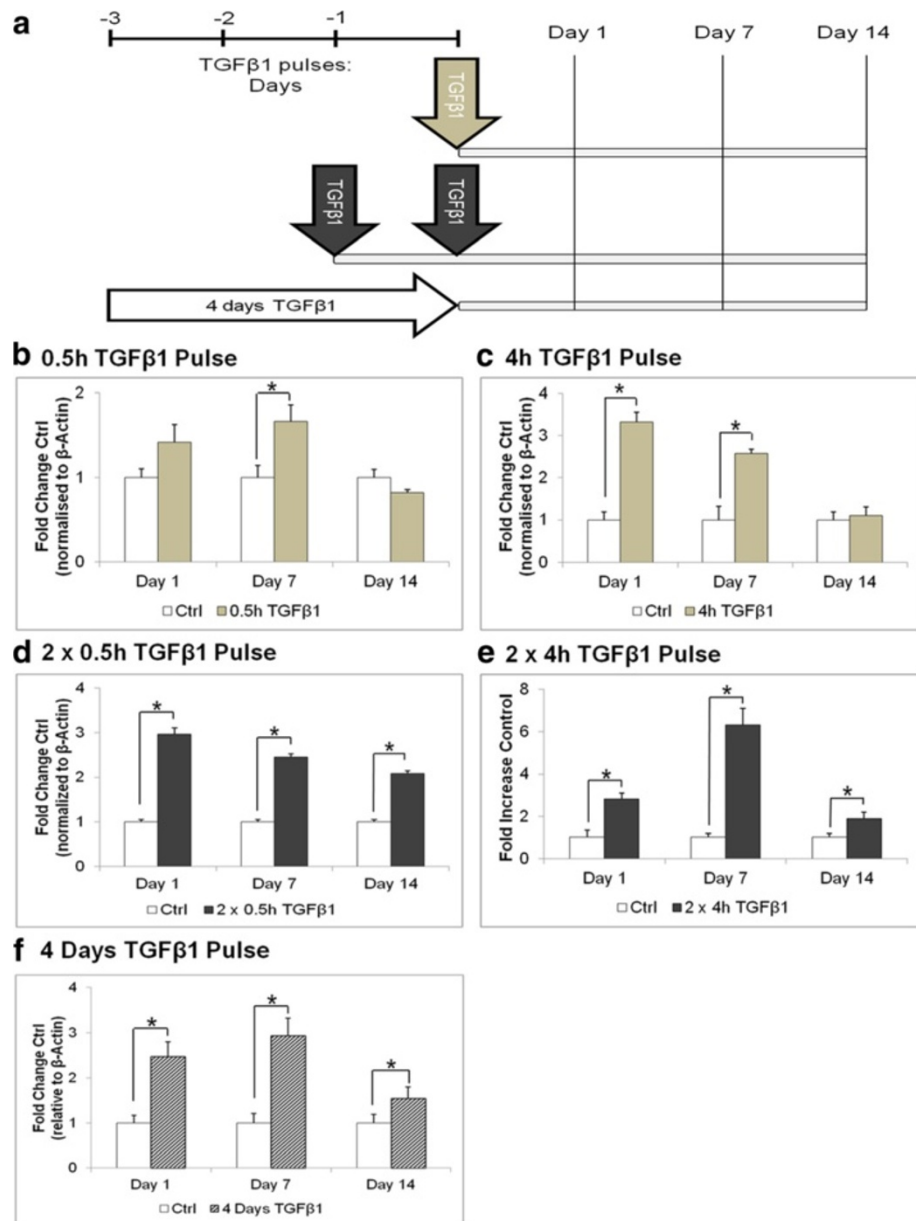 a
-3 -2 -1
TGFβ1 pulses:
Days
Day 1 Day 7 Day 14
TGFβ1
TGFβ1 TGFβ1
4 days TGFβ1
b 0.5h TGFβ1 Pulse
Fold Change Ctrl
(normalised to β-Actin)
2
1
0
*
Day 1 Day 7 Day 14
Ctrl 0.5h TGFβ1
c 4h TGFβ1 Pulse
Fold Change Ctrl
(normalised to β-Actin)
4
3
2
1
0
* *
Day 1 Day 7 Day 14
Ctrl 4h TGFβ1
d 2 x 0.5h TGFβ1 Pulse
Fold Change Ctrl
(normalized to β-Actin)
4
3
2
1
0
* * *
Day 1 Day 7 Day 14
Ctrl 2 x 0.5h TGFβ1
e 2 x 4h TGFβ1 Pulse
Fold Increase Control
8
6
4
2
0
* * *
Day 1 Day 7 Day 14
Ctrl 2 x 4h TGFβ1
f 4 Days TGFβ1 Pulse
Fold Change Ctrl
(relative to β-Actin)
4
3
2
1
0
* * *
Day 1 Day 7 Day 14
Ctrl 4 Days TGFβ1